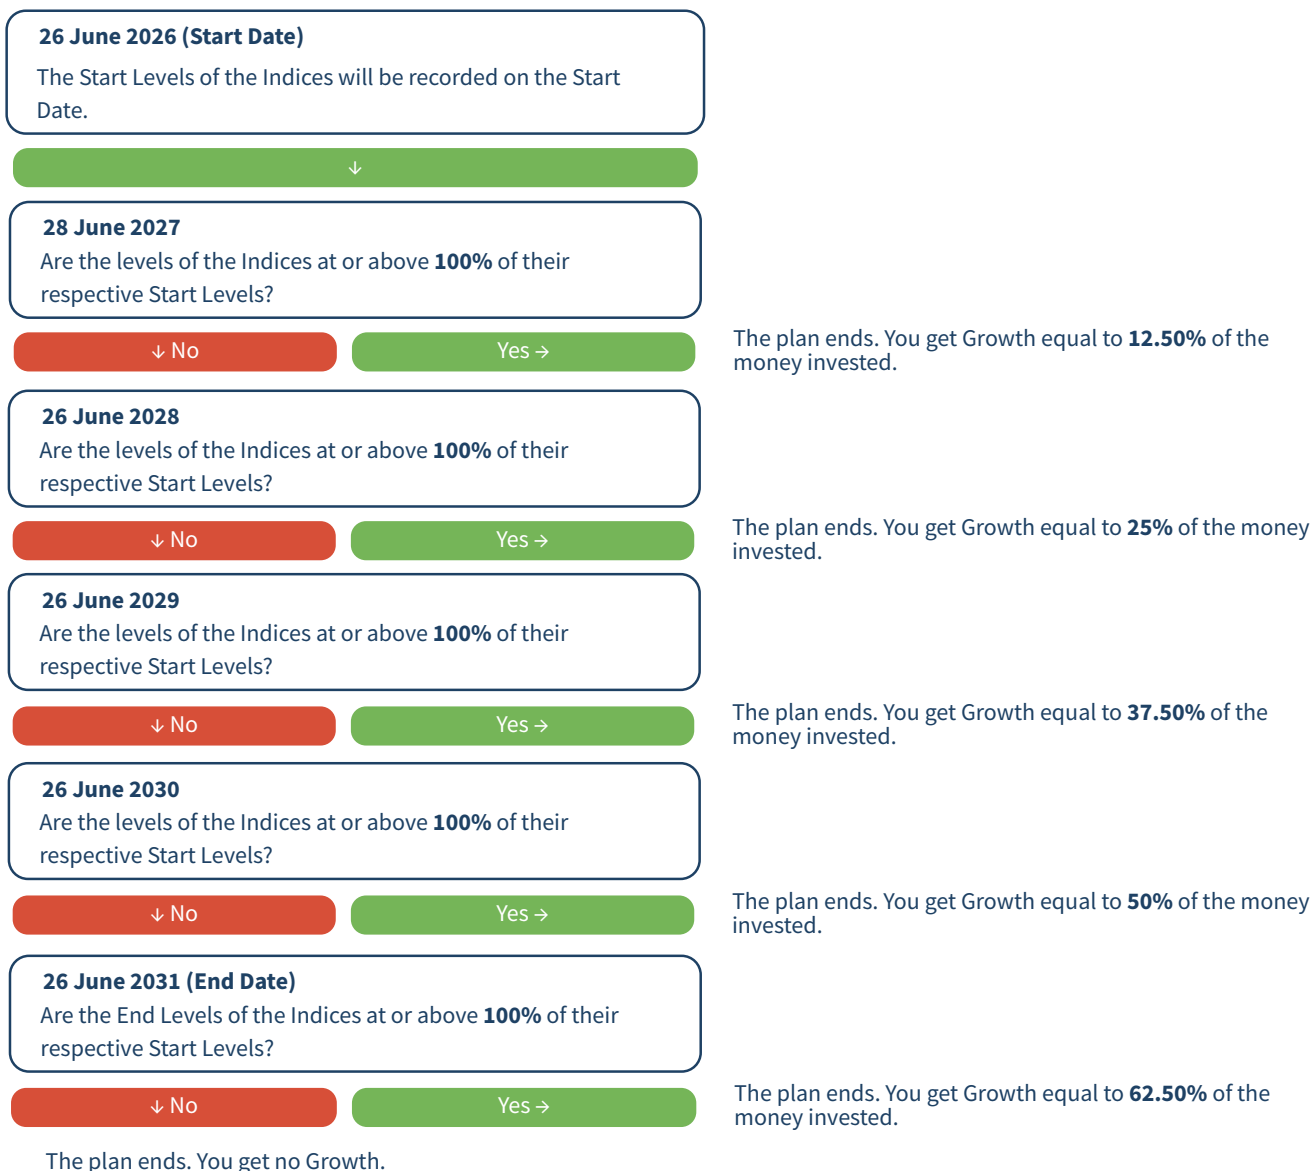 26 June 2026 (Start Date)
The Start Levels of the Indices will be recorded on the Start
Date.
↓
28 June 2027
Are the levels of the Indices at or above 100% of their
respective Start Levels?
↓ No
Yes →
The plan ends. You get Growth equal to 12.50% of the
money invested.
26 June 2028
Are the levels of the Indices at or above 100% of their
respective Start Levels?
↓ No
Yes →
The plan ends. You get Growth equal to 25% of the money
invested.
26 June 2029
Are the levels of the Indices at or above 100% of their
respective Start Levels?
↓ No
Yes →
The plan ends. You get Growth equal to 37.50% of the
money invested.
26 June 2030
Are the levels of the Indices at or above 100% of their
respective Start Levels?
↓ No
Yes →
The plan ends. You get Growth equal to 50% of the money
invested.
26 June 2031 (End Date)
Are the End Levels of the Indices at or above 100% of their
respective Start Levels?
↓ No
Yes →
The plan ends. You get Growth equal to 62.50% of the
money invested.
The plan ends. You get no Growth.